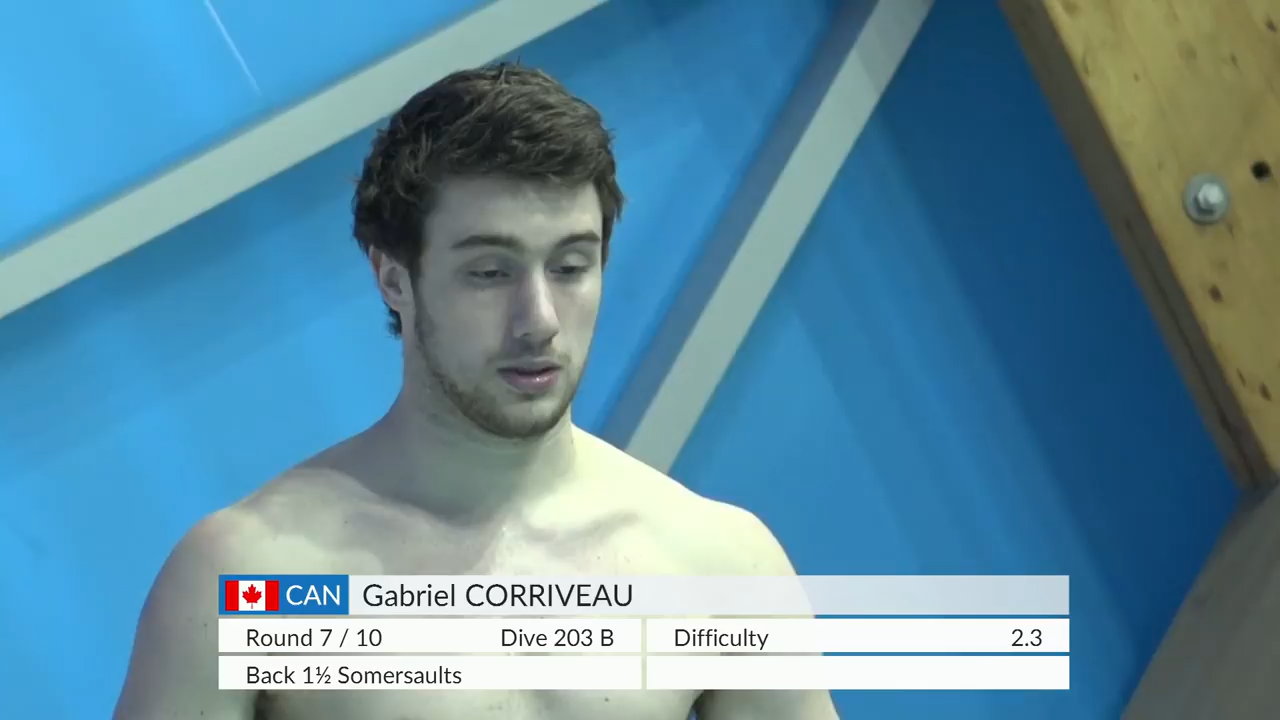 CAN Gabriel CORRIVEAU
Round 7 / 10 Dive 203 B Difficulty 2.3
Back 1½ Somersaults